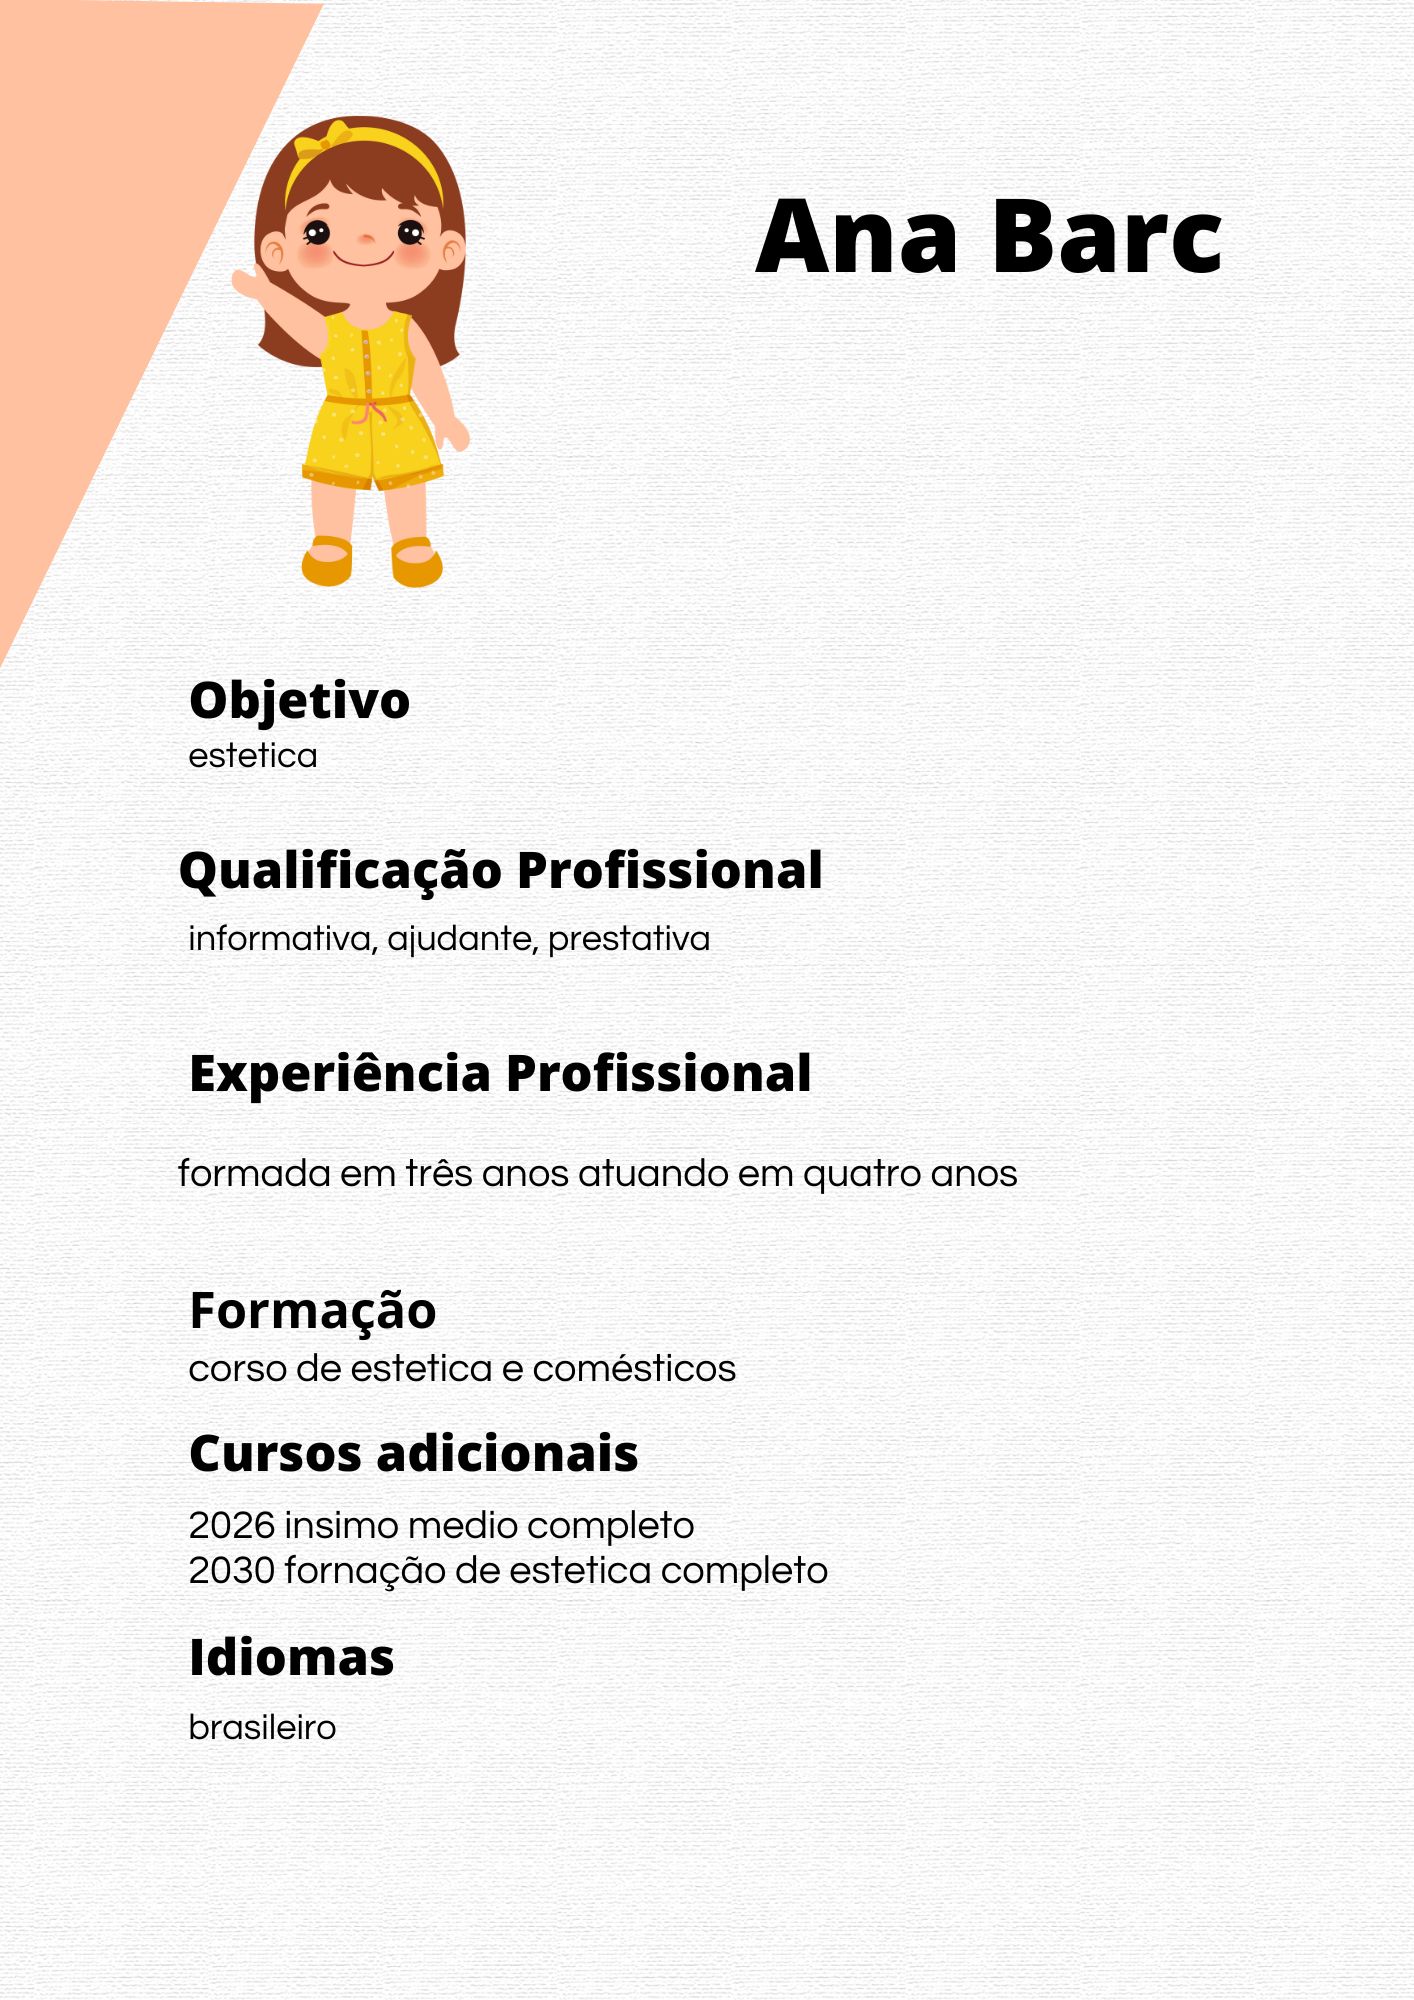 Ana Barc
Objetivo
estetica
Qualificação Profissional
informativa, ajudante, prestativa
Experiência Profissional
formada em três anos atuando em quatro anos
Formação
corso de estetica e comésticos
Cursos adicionais
2026 insimo medio completo
2030 fornação de estetica completo
Idiomas
brasileiro